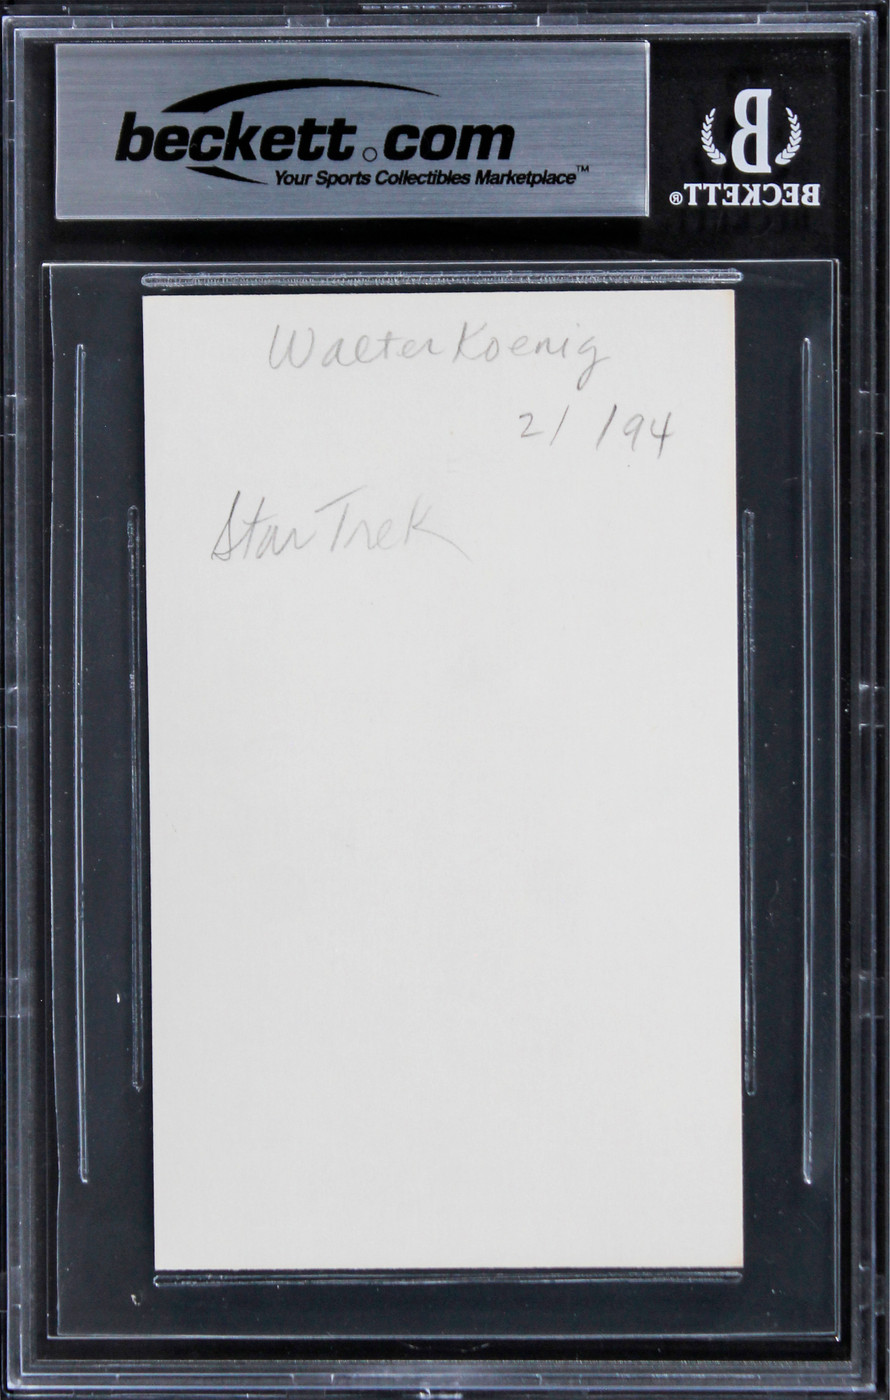 beckett.com
Your Sports Collectibles Marketplace™
BECKETT®
Walter Koenig
2/ /94
Star Trek